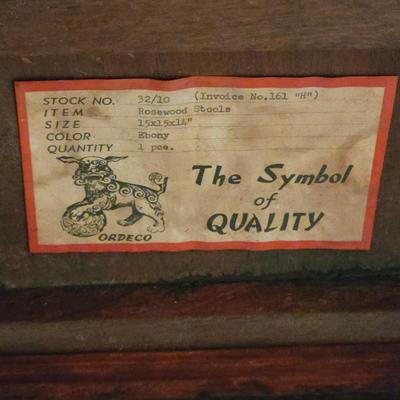 STOCK NO. 32/10 (Invoice No.161 "H")
ITEM Rosewood Stools
SIZE 15x15x14"
COLOR Ebony
QUANTITY 1 pce.
The Symbol
of
QUALITY
ORDECO